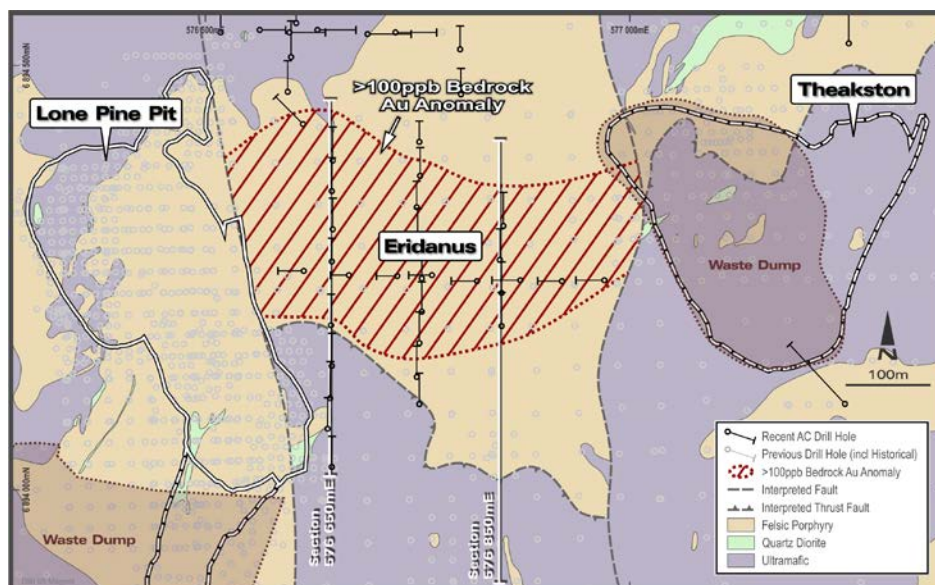 576 500mE
577 000mE
6 894 500mN
>100ppb Bedrock
Au Anomaly
Lone Pine Pit
Theakston
Eridanus
Waste Dump
N
100m
6 894 000mN
Waste Dump
Section
576 650mE
Section
576 850mE
Recent AC Drill Hole
Previous Drill Hole (incl Historical)
>100ppb Bedrock Au Anomaly
Interpreted Fault
Interpreted Thrust Fault
Felsic Porphyry
Quartz Diorite
Ultramafic